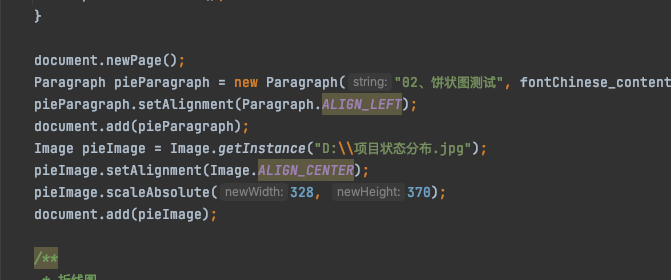 }
document.newPage();
Paragraph pieParagraph = new Paragraph( string: "02、饼状图测试", fontChinese_content
pieParagraph.setAlignment(Paragraph.ALIGN_LEFT);
document.add(pieParagraph);
Image pieImage = Image.getInstance("D:\\项目状态分布.jpg");
pieImage.setAlignment(Image.ALIGN_CENTER);
pieImage.scaleAbsolute( newWidth: 328, newHeight: 370);
document.add(pieImage);
/**
* 折线图